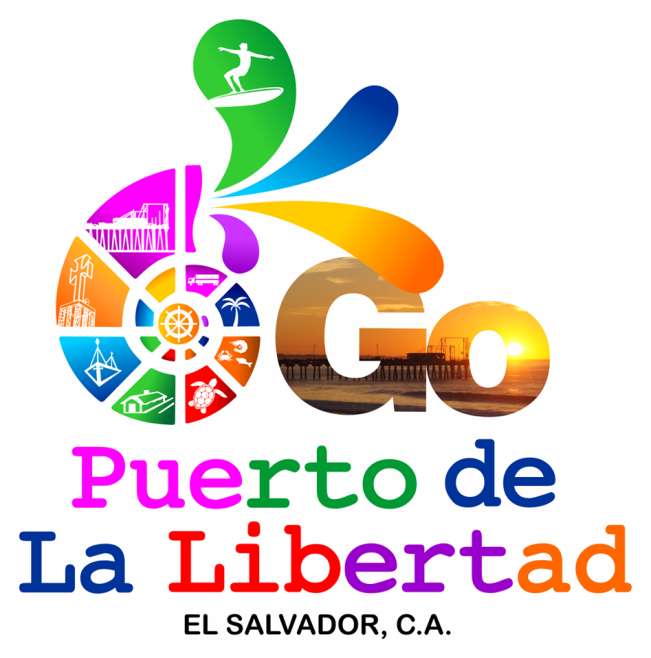 Go
Puerto de
La Libertad
EL SALVADOR, C.A.